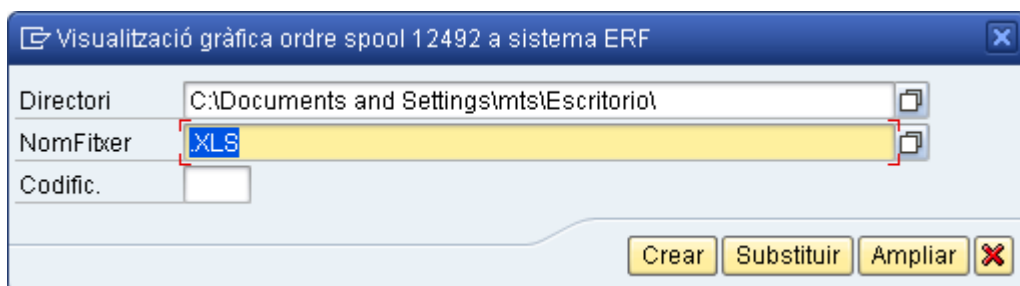 Visualització gràfica ordre spool 12492 a sistema ERF
Directori C:\Documents and Settings\mts\Escritorio\
NomFitxer .XLS
Codific.
Crear Substituir Ampliar